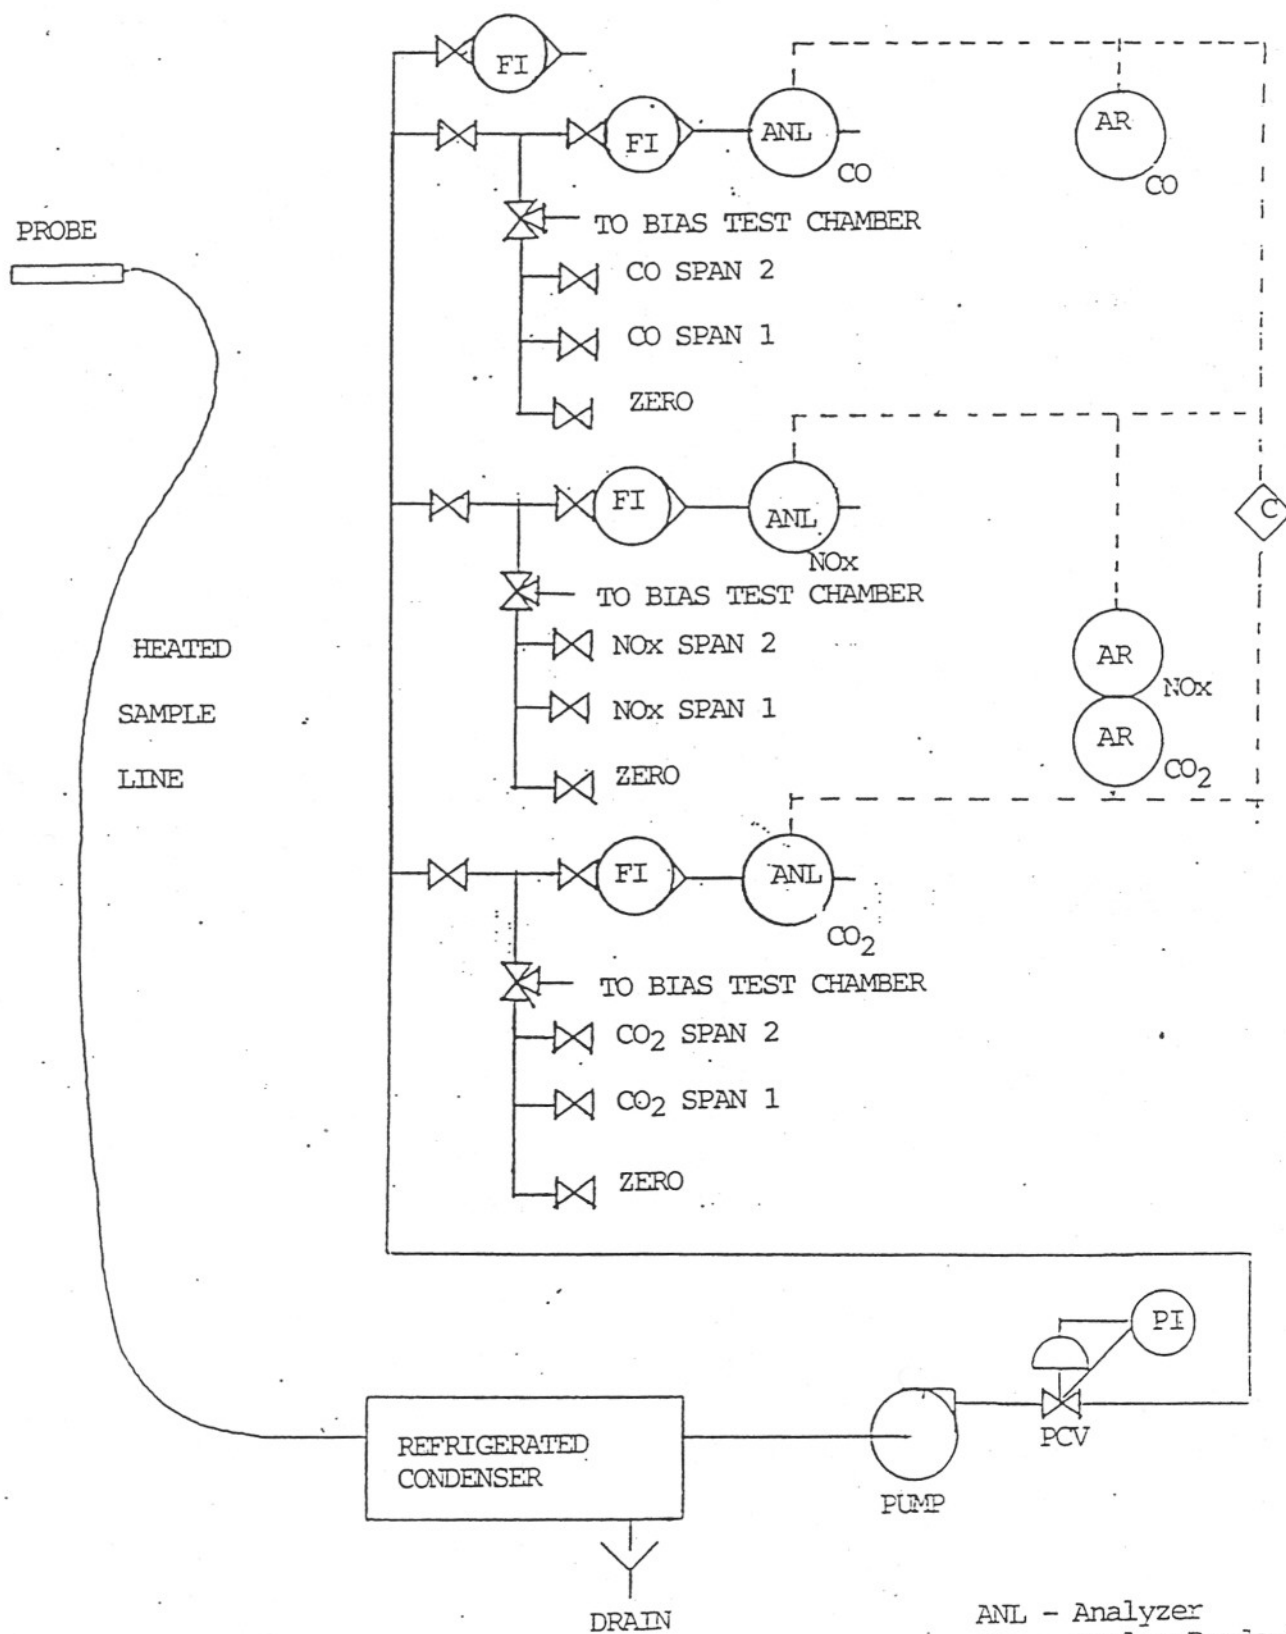 FI
FI
ANL
CO
AR
CO
PROBE
TO BIAS TEST CHAMBER
CO SPAN 2
CO SPAN 1
ZERO
FI
ANL
NOx
C
TO BIAS TEST CHAMBER
NOx SPAN 2
NOx SPAN 1
ZERO
AR
NOx
AR
CO2
HEATED
SAMPLE
LINE
FI
ANL
CO2
TO BIAS TEST CHAMBER
CO2 SPAN 2
CO2 SPAN 1
ZERO
PI
PCV
REFRIGERATED
CONDENSER
PUMP
DRAIN
ANL - Analyzer